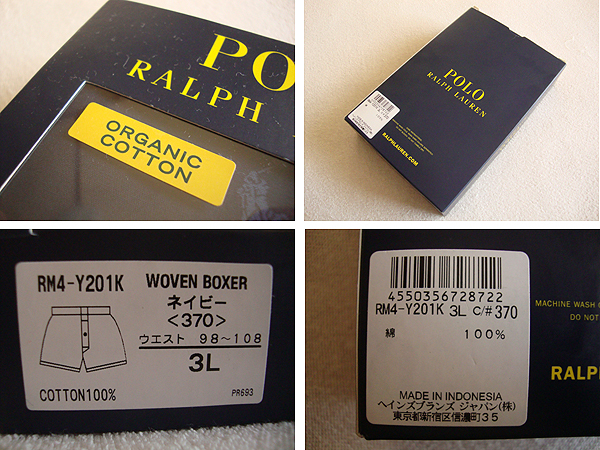 POLO
RALPH
ORGANIC
COTTON
POLO
RALPH LAUREN
RALPHLAUREN.COM
RM4-Y201K WOVEN BOXER
ネイビー
<370>
ウエスト 98~108
3L
COTTON100%
PR693
4550356728722
RM4-Y201K 3L C/# 370
綿 100%
MADE IN INDONESIA
ヘインズブランズ ジャパン(株)
東京都新宿区信濃町35
MACHINE WASH
DO NOT
RALP